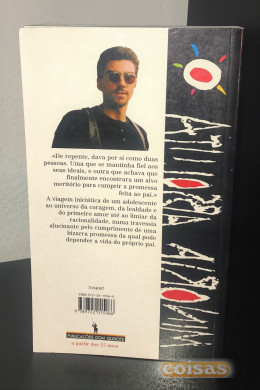 «De repente, dava por si como duas
pessoas. Uma que se mantinha fiel aos
seus ideais, e outra que achava que
finalmente encontrara um alvo
meritório para cumprir a promessa
feita ao pai.»
A viagem iniciática de um adolescente
ao universo da coragem, da lealdade e
do primeiro amor até ao limiar da
racionalidade, numa travessia
alucinante pelo cumprimento de uma
bizarra promessa da qual pode
depender a vida do próprio pai.
PUBLICAÇÕES DOM QUIXOTE
a partir dos 15 anos
coisas